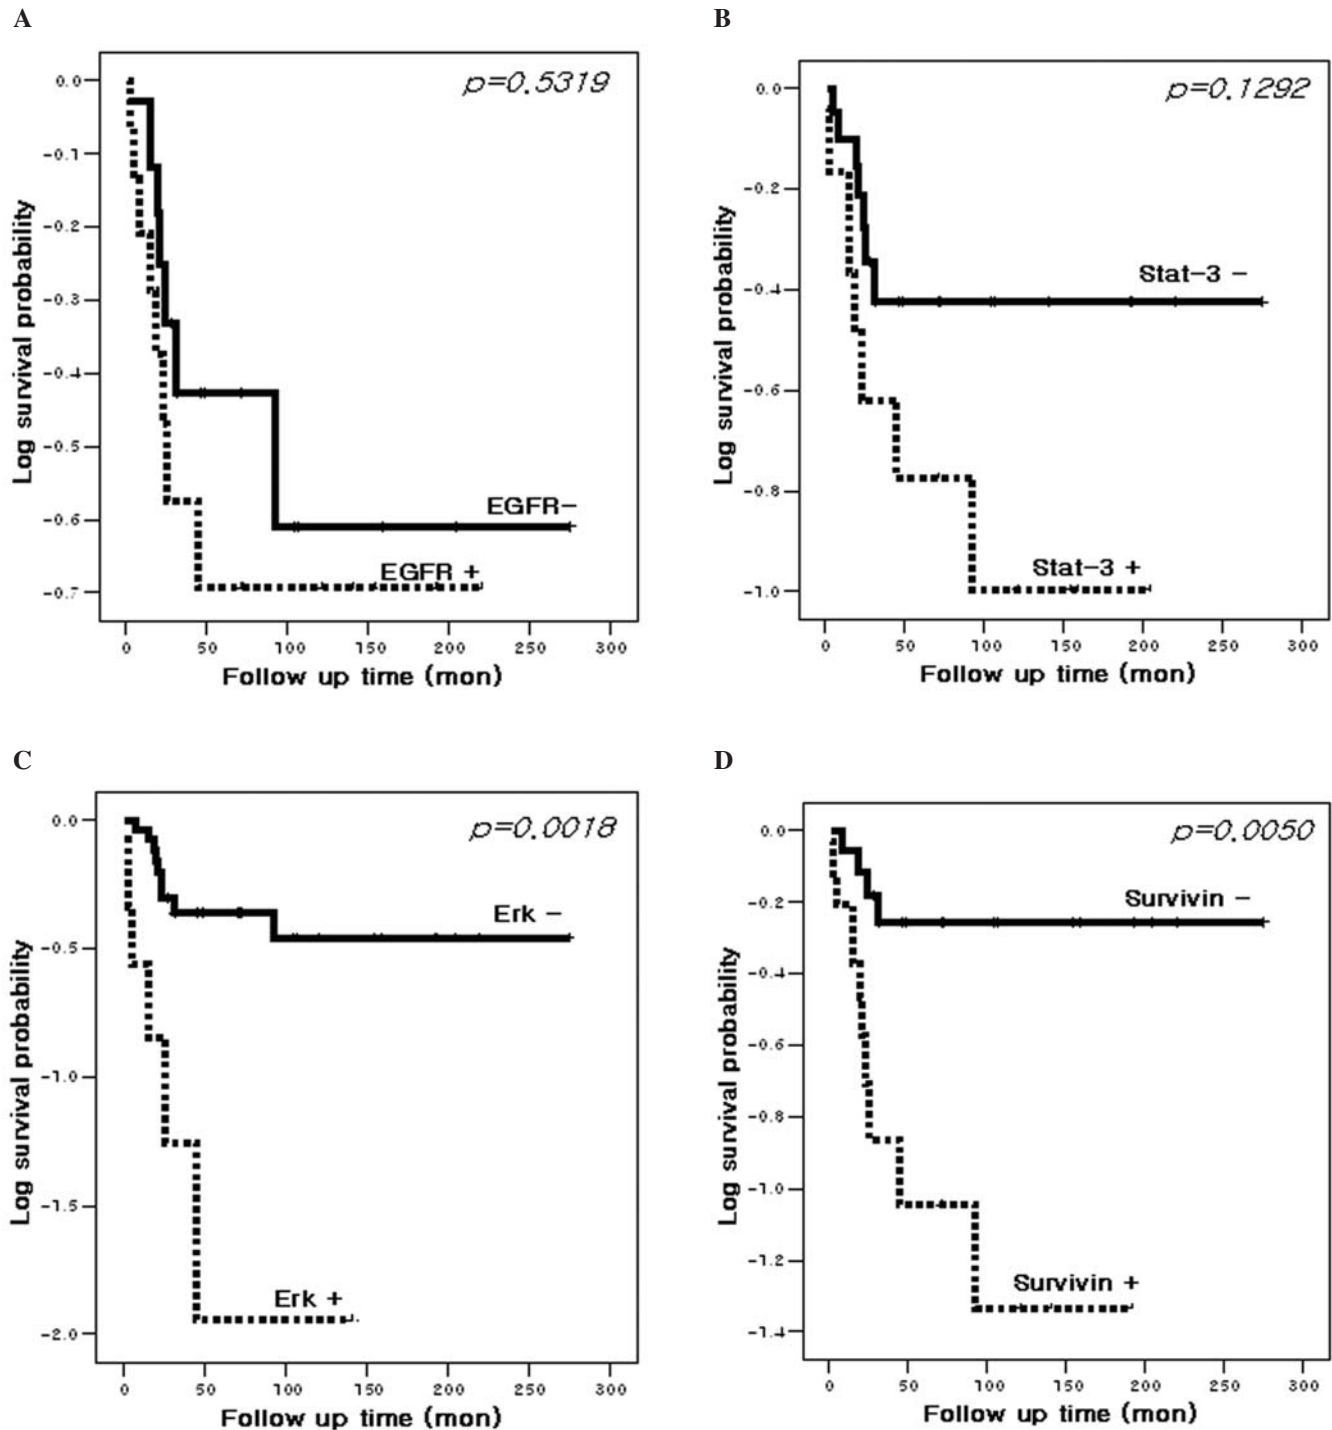 A
p=0.5319
0.0
-0.1
-0.2
-0.3
-0.4
-0.5
-0.6
-0.7
Log survival probability
EGFR-
EGFR +
0 50 100 150 200 250 300
Follow up time (mon)
B
p=0.1292
0.0
-0.2
-0.4
-0.6
-0.8
-1.0
Log survival probability
Stat-3 -
Stat-3 +
0 50 100 150 200 250 300
Follow up time (mon)
C
p=0.0018
0.0
-0.5
-1.0
-1.5
-2.0
Log survival probability
Erk -
Erk +
0 50 100 150 200 250 300
Follow up time (mon)
D
p=0.0050
0.0
-0.2
-0.4
-0.6
-0.8
-1.0
-1.2
-1.4
Log survival probability
Survivin -
Survivin +
0 50 100 150 200 250 300
Follow up time (mon)